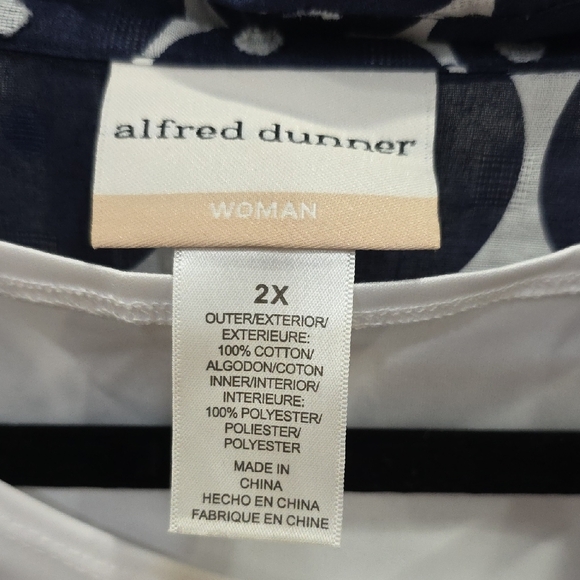 alfred dunner
WOMAN
2X
OUTER/EXTERIOR/
EXTERIEURE:
100% COTTON/
ALGODON/COTON
INNER/INTERIOR/
INTERIEURE:
100% POLYESTER/
POLIESTER/
POLYESTER
MADE IN
CHINA
HECHO EN CHINA
FABRIQUE EN CHINE